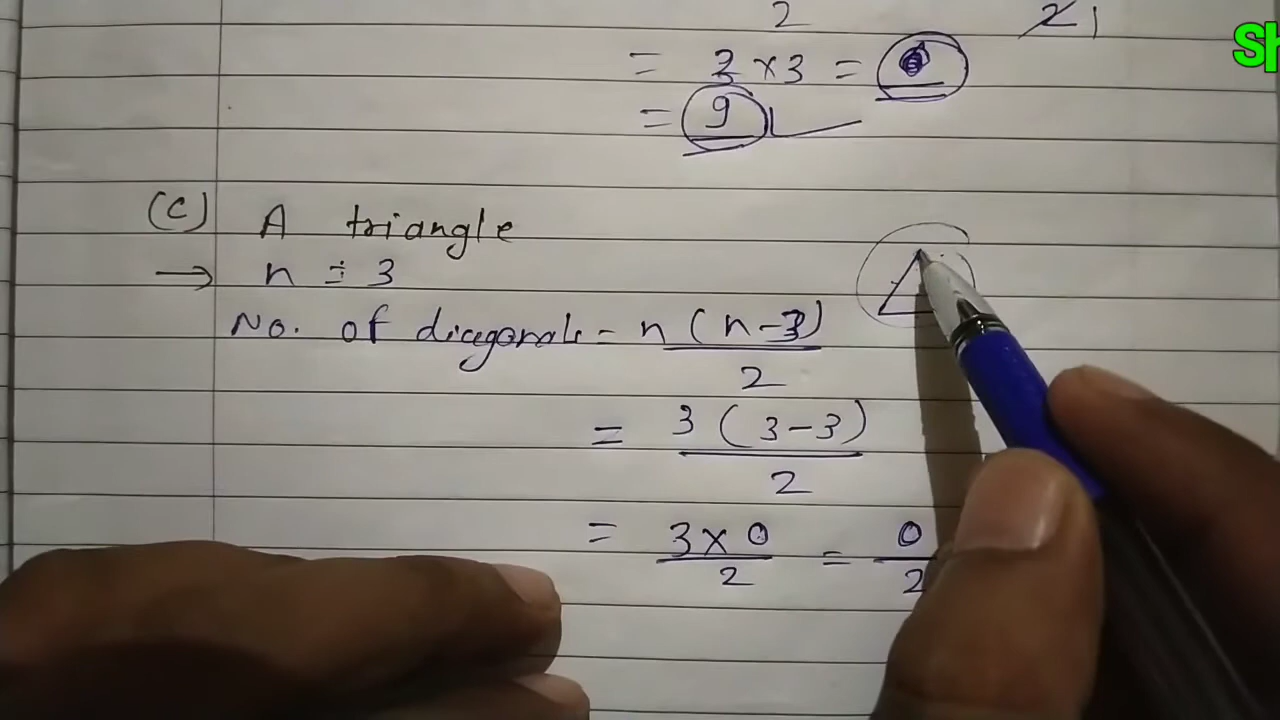 2
= 3 × 3 =
= 9
(C) A triangle
→ n = 3
No. of diagonals = n (n-3)
2
= 3 (3-3)
2
= 3×0 = 0
2 2